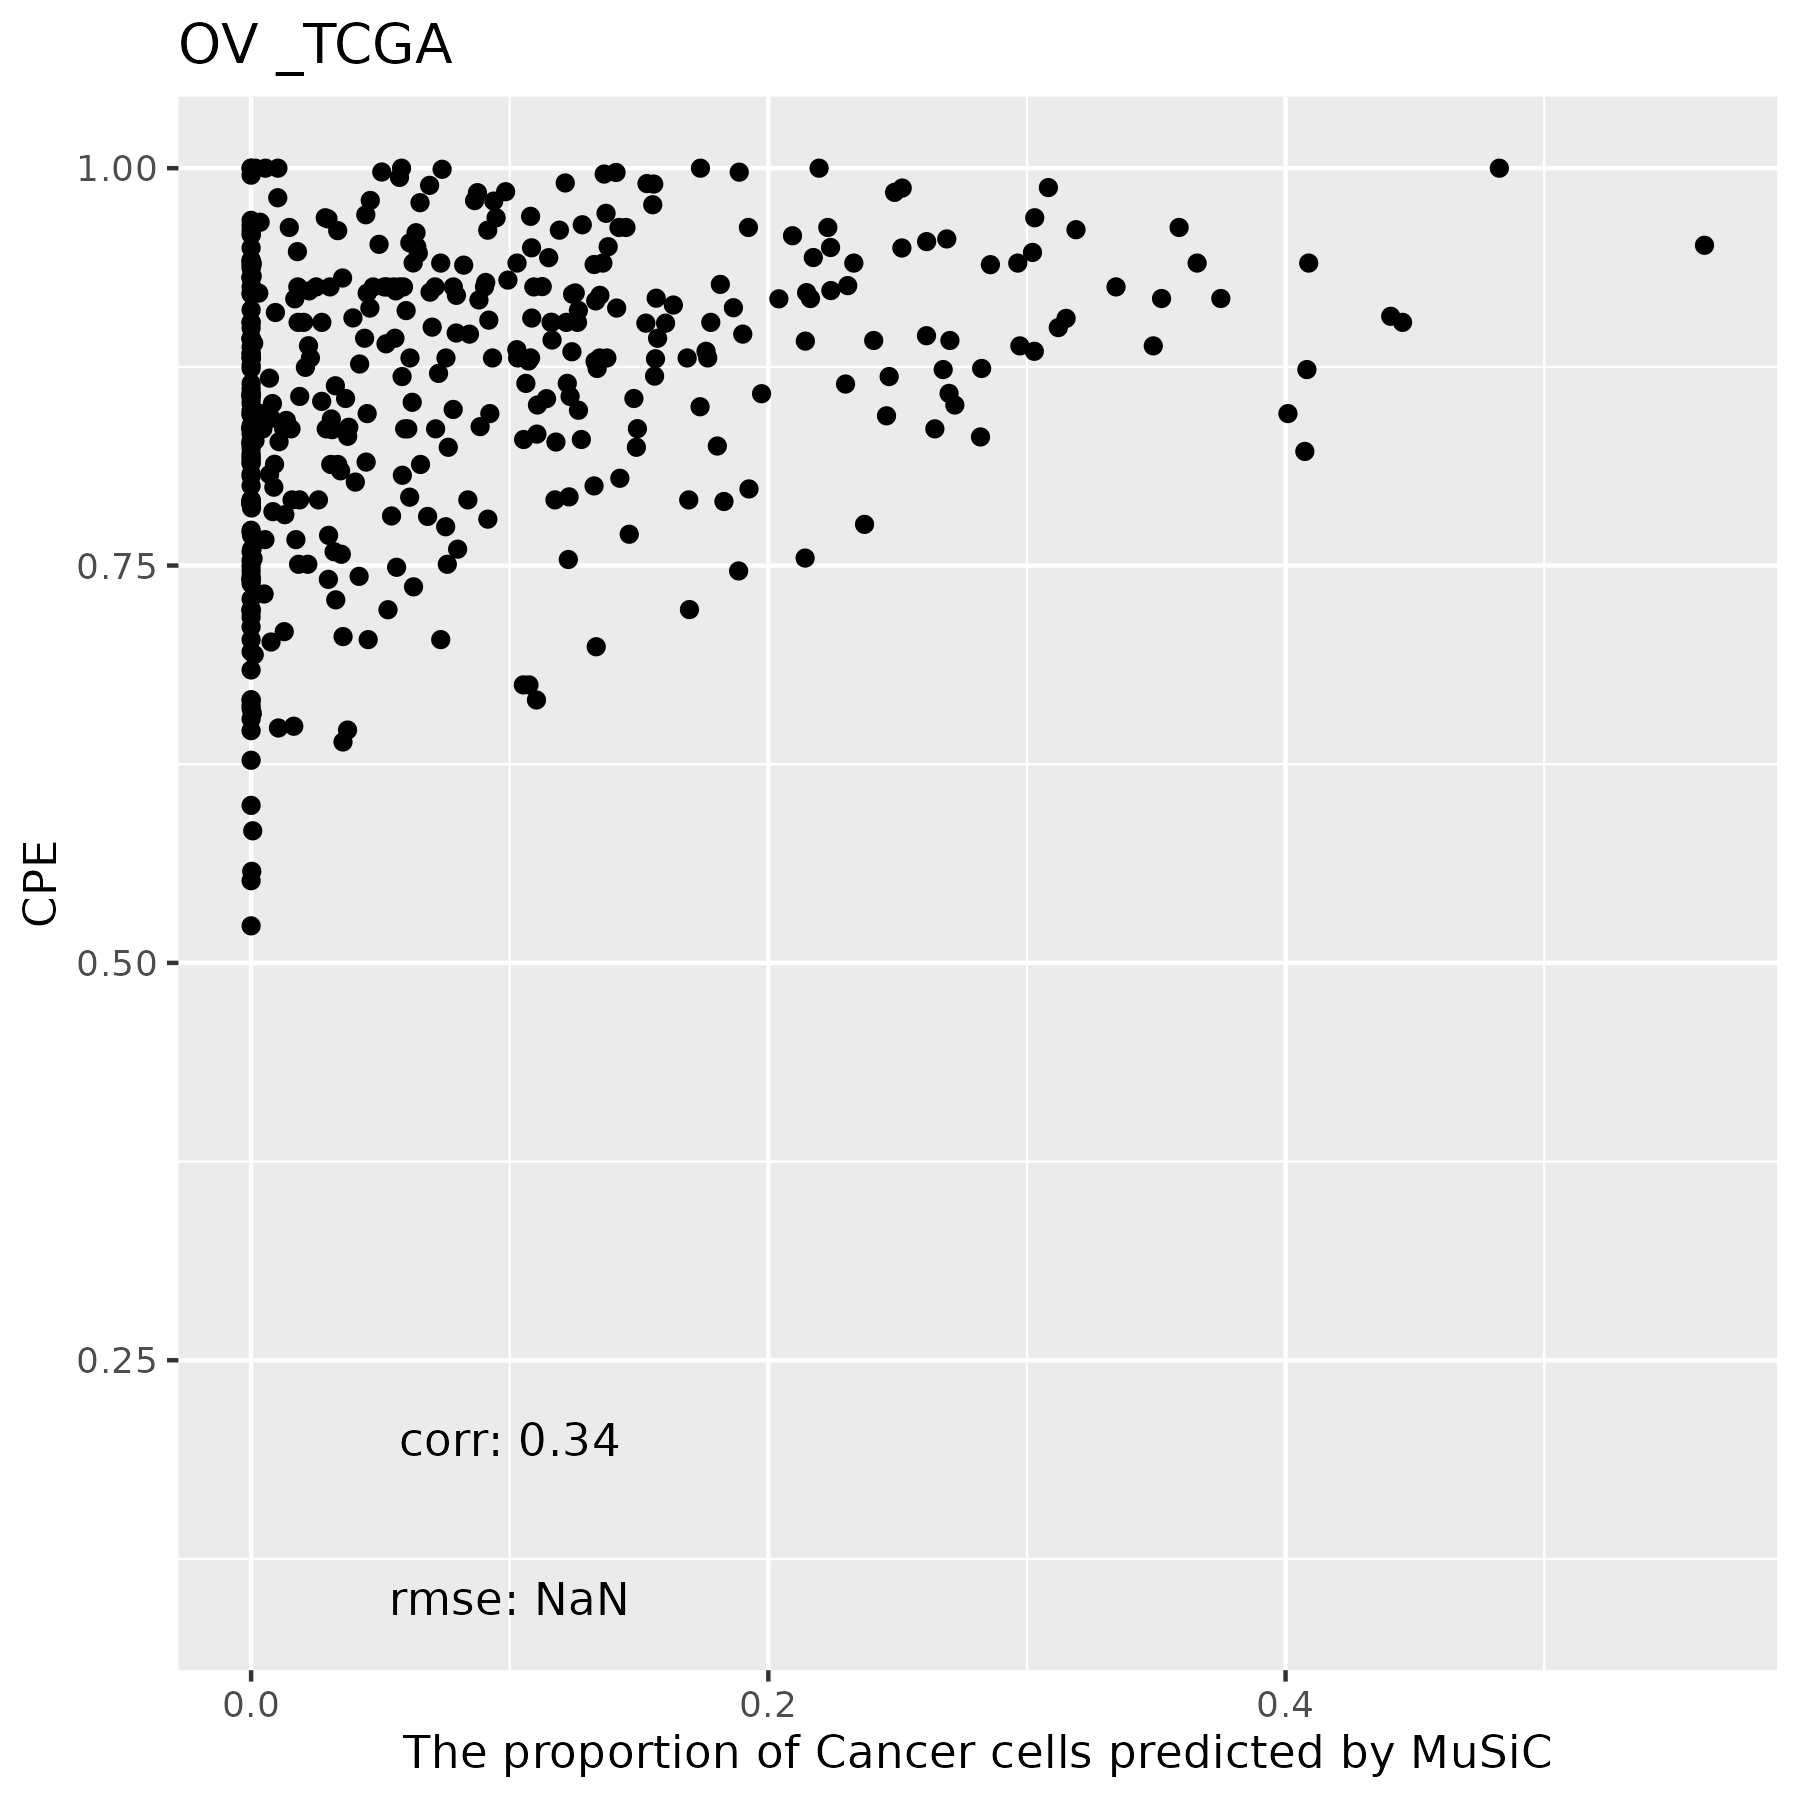 OV _TCGA
1.00
0.75
0.50
0.25
CPE
corr: 0.34
rmse: NaN
0.0 0.2 0.4
The proportion of Cancer cells predicted by MuSiC